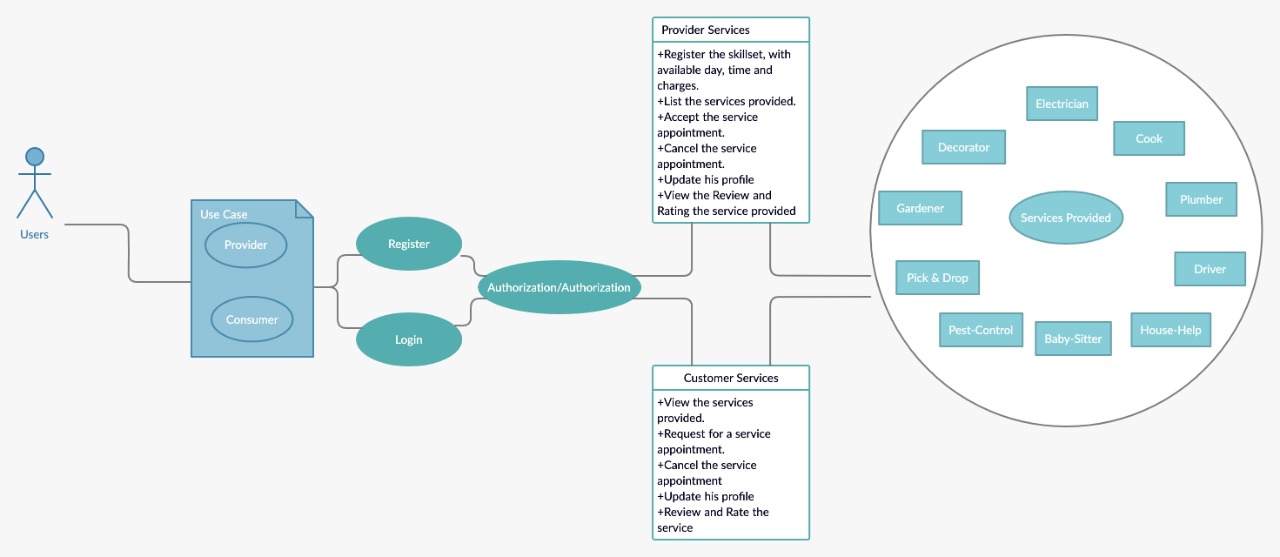 Users
Use Case
Provider
Consumer
Register
Login
Authorization/Authorization
Provider Services
+Register the skillset, with
available day, time and
charges.
+List the services provided.
+Accept the service
appointment.
+Cancel the service
appointment.
+Update his profile
+View the Review and
Rating the service provided
Customer Services
+View the services
provided.
+Request for a service
appointment.
+Cancel the service
appointment
+Update his profile
+Review and Rate the
service
Electrician
Cook
Decorator
Plumber
Gardener
Services Provided
Driver
Pick & Drop
Pest-Control
Baby-Sitter
House-Help